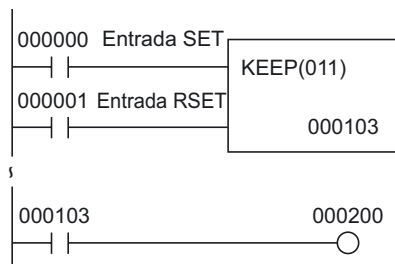 000000 Entrada SET
KEEP(011)
000001 Entrada RSET
000103
000103
000200